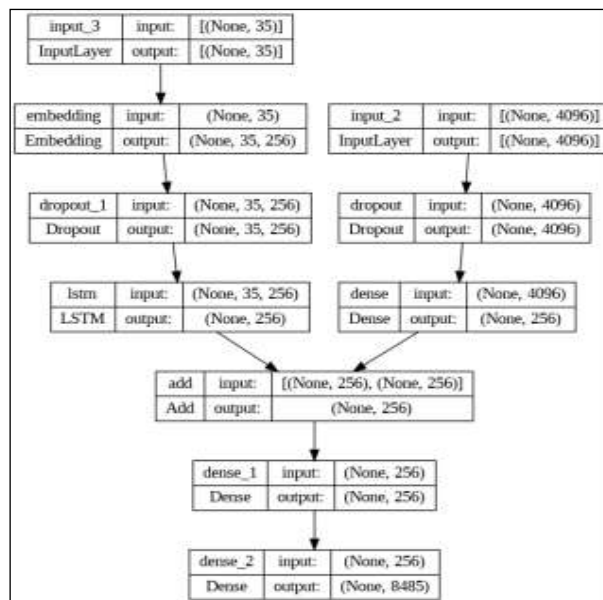 input_3 input: [(None, 35)]
InputLayer output: [(None, 35)]
embedding input: (None, 35)
Embedding output: (None, 35, 256)
input_2 input: [(None, 4096)]
InputLayer output: [(None, 4096)]
dropout_1 input: (None, 35, 256)
Dropout output: (None, 35, 256)
dropout input: (None, 4096)
Dropout output: (None, 4096)
lstm input: (None, 35, 256)
LSTM output: (None, 256)
dense input: (None, 4096)
Dense output: (None, 256)
add input: [(None, 256), (None, 256)]
Add output: (None, 256)
dense_1 input: (None, 256)
Dense output: (None, 256)
dense_2 input: (None, 256)
Dense output: (None, 8485)